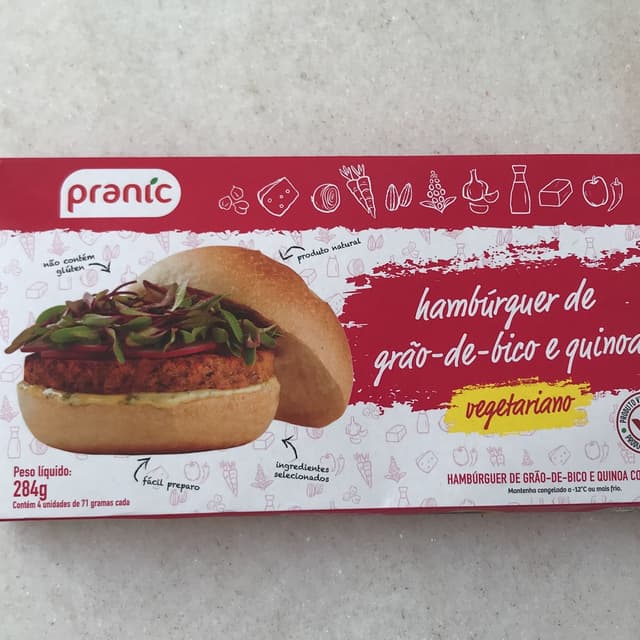 pranic
não contém
glúten
produto natural
hambúrguer de
grão-de-bico e quinoa
vegetariano
Peso líquido:
284g
Contém 4 unidades de 71 gramas cada
fácil preparo
ingredientes
selecionados
HAMBÚRGUER DE GRÃO-DE-BICO E QUINOA CO
Mantenha congelado a -12°C ou mais frio.